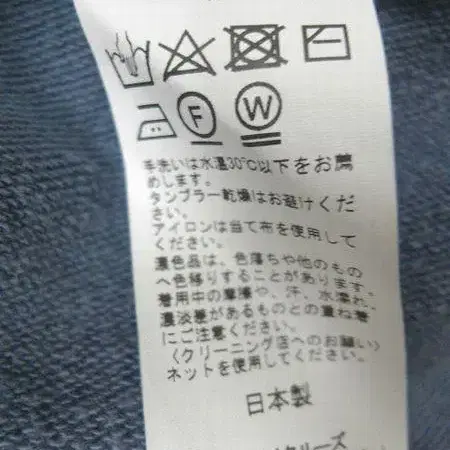 F W
手洗いは水温30℃以下をお薦
めします。
タンブラー乾燥はお避けくだ
さい。
アイロンは当て布を使用して
ください。
濃色品は、色落ちや他のもの
へ色移りすることがあります。
着用中の摩擦や、汗、水濡れ、
濃淡差があるものとの重ね着
にご注意ください。
〈クリーニング店へのお願い〉
ネットを使用してください。
日本製
クルーズ